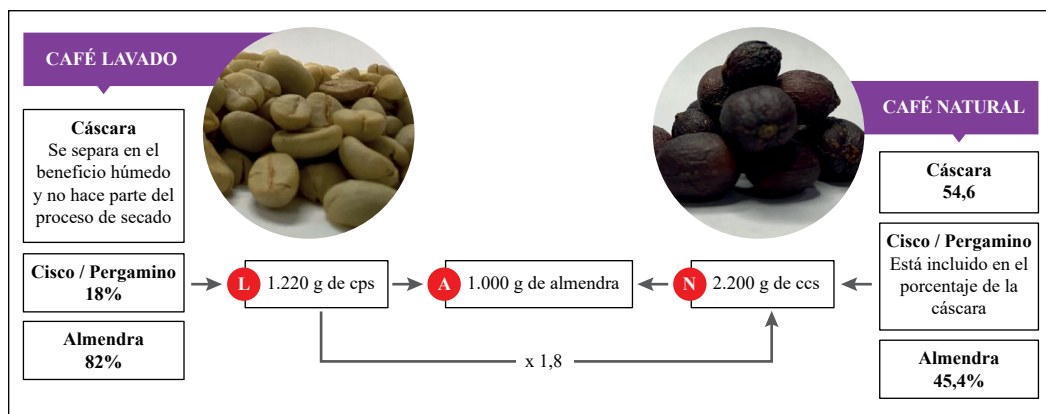 CAFÉ LAVADO
Cáscara
Se separa en el
beneficio húmedo
y no hace parte del
proceso de secado
Cisco / Pergamino
18%
Almendra
82%
L
1.220 g de cps
A
1.000 g de almendra
N
2.200 g de ccs
x 1,8
CAFÉ NATURAL
Cáscara
54,6
Cisco / Pergamino
Está incluido en el
porcentaje de la
cáscara
Almendra
45,4%